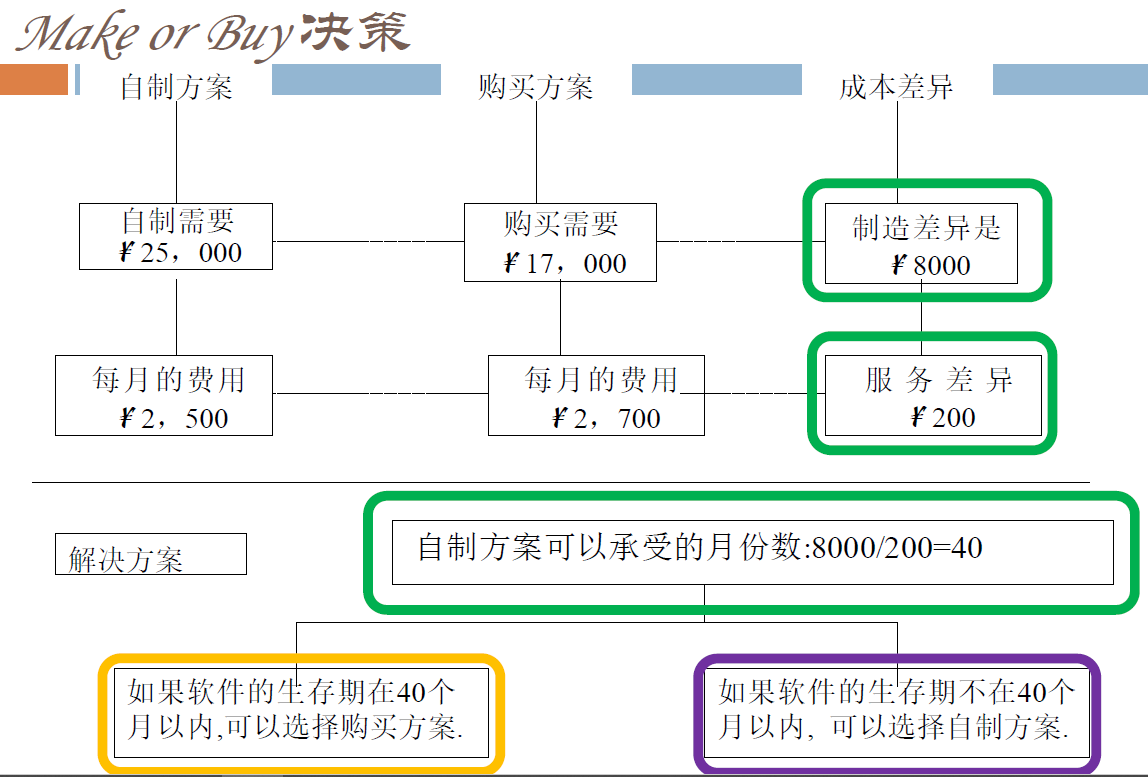 Make or Buy决策
自制方案
购买方案
成本差异
自制需要
¥25，000
购买需要
¥17，000
制造差异是
¥8000
每月的费用
¥2，500
每月的费用
¥2，700
服务差异
¥200
解决方案
自制方案可以承受的月份数:8000/200=40
如果软件的生存期在40个
月以内,可以选择购买方案.
如果软件的生存期不在40个
月以内, 可以选择自制方案.